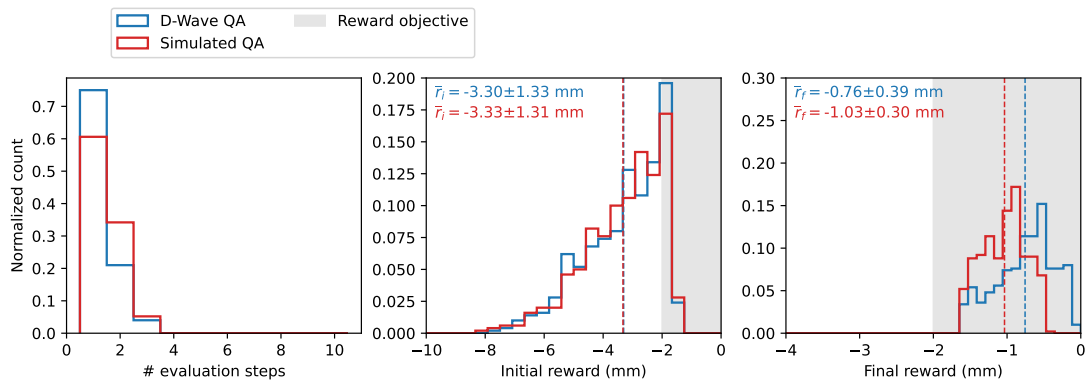 D-Wave QA
Simulated QA
Reward objective
Normalized count
0.7
0.6
0.5
0.4
0.3
0.2
0.1
0.0
0 2 4 6 8 10
# evaluation steps
r̄ᵢ = -3.30±1.33 mm
r̄ᵢ = -3.33±1.31 mm
0.200
0.175
0.150
0.125
0.100
0.075
0.050
0.025
0.000
−10 −8 −6 −4 −2 0
Initial reward (mm)
r̄_f = -0.76±0.39 mm
r̄_f = -1.03±0.30 mm
0.30
0.25
0.20
0.15
0.10
0.05
0.00
−4 −3 −2 −1 0
Final reward (mm)